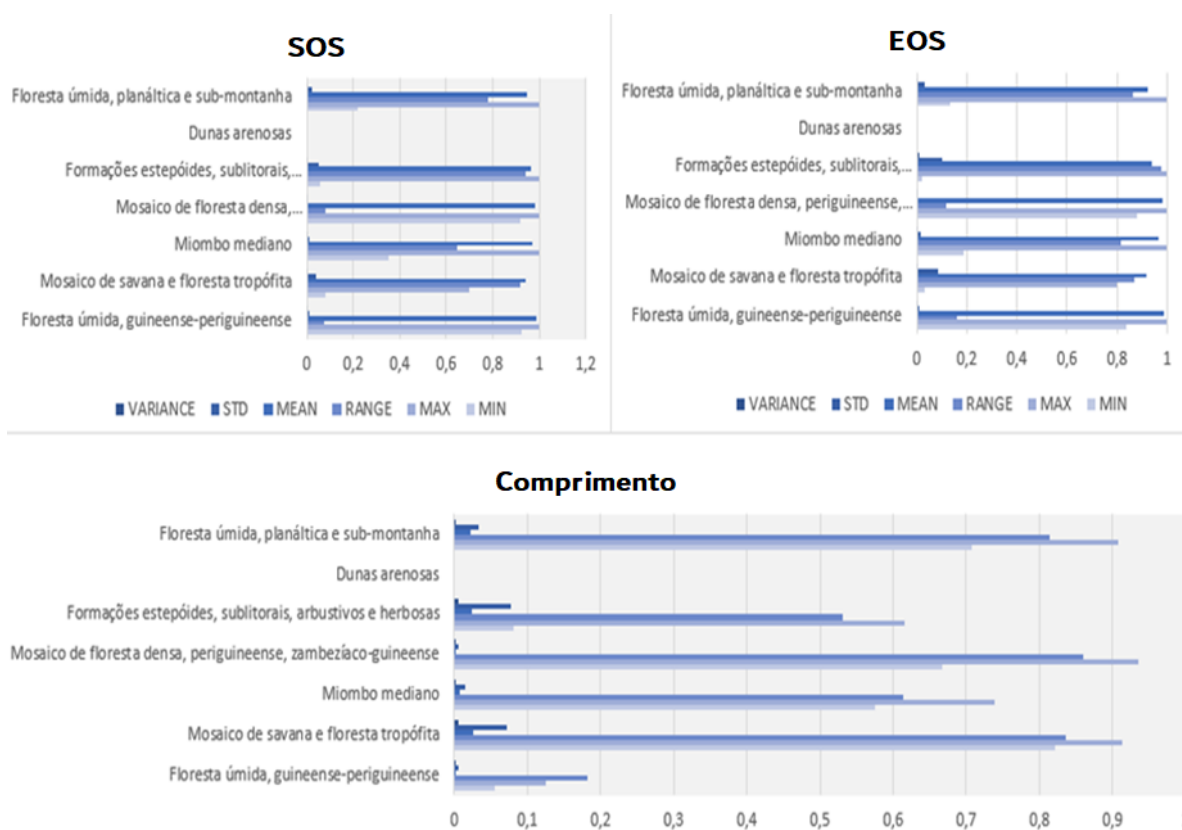 SOS
Floresta úmida, planáltica e sub-montanha
Dunas arenosas
Formações estepóides, sublitorais,...
Mosaico de floresta densa,...
Miombo mediano
Mosaico de savana e floresta tropófita
Floresta úmida, guineense-periguineense
0 0,2 0,4 0,6 0,8 1 1,2
VARIANCE STD MEAN RANGE MAX MIN
EOS
Floresta úmida, planáltica e sub-montanha
Dunas arenosas
Formações estepóides, sublitorais,...
Mosaico de floresta densa, periguineense,...
Miombo mediano
Mosaico de savana e floresta tropófita
Floresta úmida, guineense-periguineense
0 0,2 0,4 0,6 0,8 1
VARIANCE STD MEAN RANGE MAX MIN
Comprimento
Floresta úmida, planáltica e sub-montanha
Dunas arenosas
Formações estepóides, sublitorais, arbustivos e herbosas
Mosaico de floresta densa, periguineense, zambezíaco-guineense
Miombo mediano
Mosaico de savana e floresta tropófita
Floresta úmida, guineense-periguineense
0 0,1 0,2 0,3 0,4 0,5 0,6 0,7 0,8 0,9